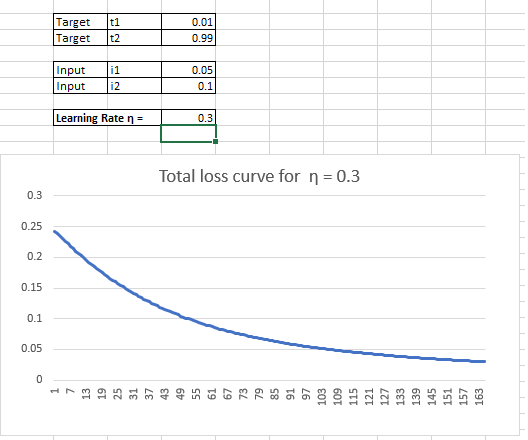 Target t1 0.01
Target t2 0.99
Input i1 0.05
Input i2 0.1
Learning Rate η = 0.3
Total loss curve for η = 0.3
0.3
0.25
0.2
0.15
0.1
0.05
0
1 7 13 19 25 31 37 43 49 55 61 67 73 79 85 91 97 103 109 115 121 127 133 139 145 151 157 163